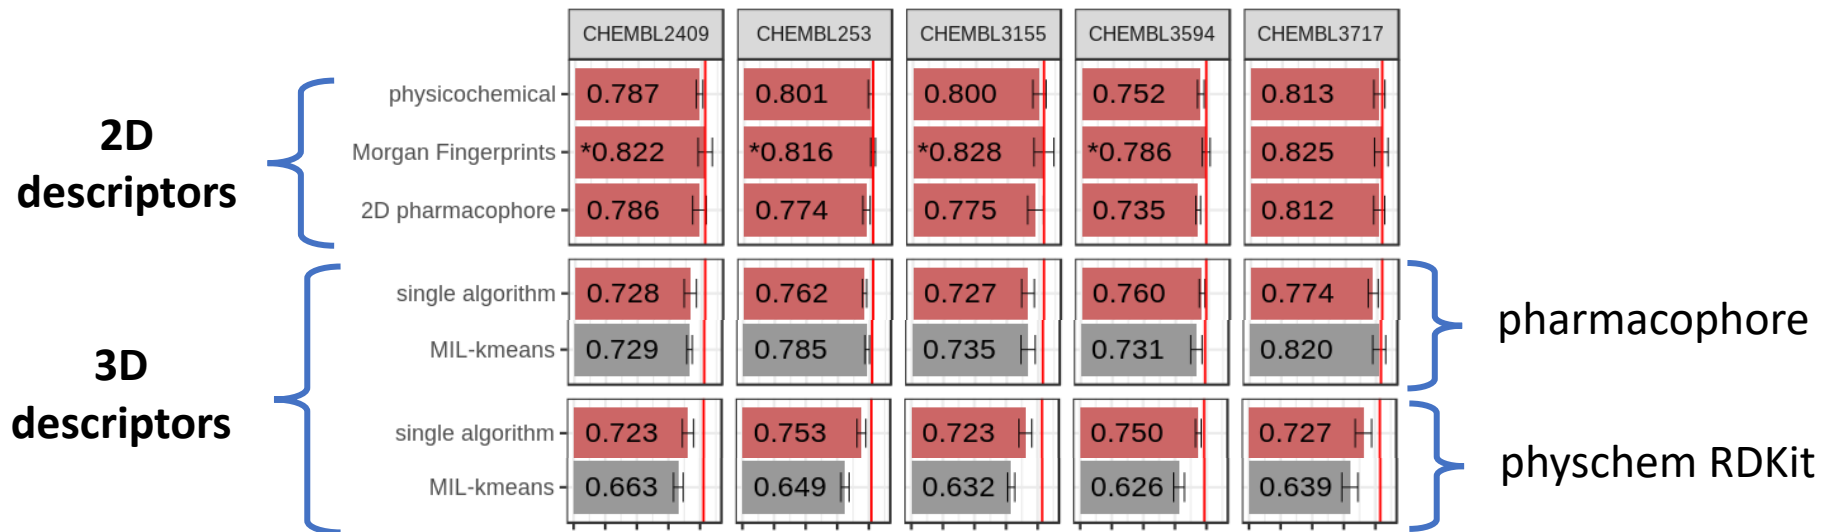 CHEMBL2409 CHEMBL253 CHEMBL3155 CHEMBL3594 CHEMBL3717
2D
descriptors
physicochemical 0.787 0.801 0.800 0.752 0.813
Morgan Fingerprints *0.822 *0.816 *0.828 *0.786 0.825
2D pharmacophore 0.786 0.774 0.775 0.735 0.812
3D
descriptors
single algorithm 0.728 0.762 0.727 0.760 0.774
MIL-kmeans 0.729 0.785 0.735 0.731 0.820
pharmacophore
single algorithm 0.723 0.753 0.723 0.750 0.727
MIL-kmeans 0.663 0.649 0.632 0.626 0.639
physchem RDKit